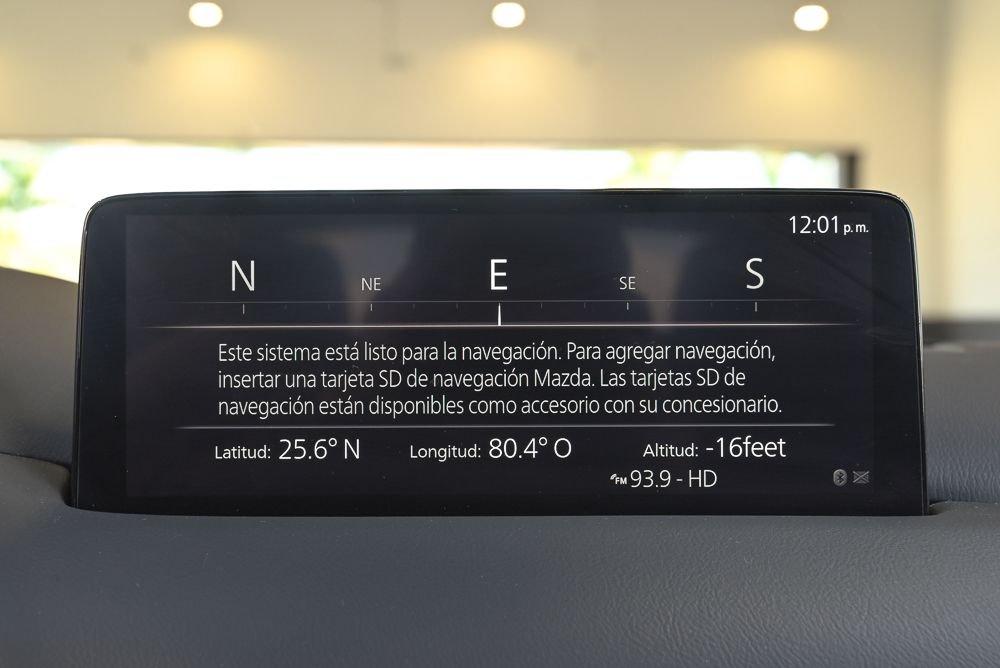 12:01 p. m.
N NE E SE S
Este sistema está listo para la navegación. Para agregar navegación,
insertar una tarjeta SD de navegación Mazda. Las tarjetas SD de
navegación están disponibles como accesorio con su concesionario.
Latitud: 25.6° N Longitud: 80.4° O Altitud: -16feet
FM 93.9 - HD